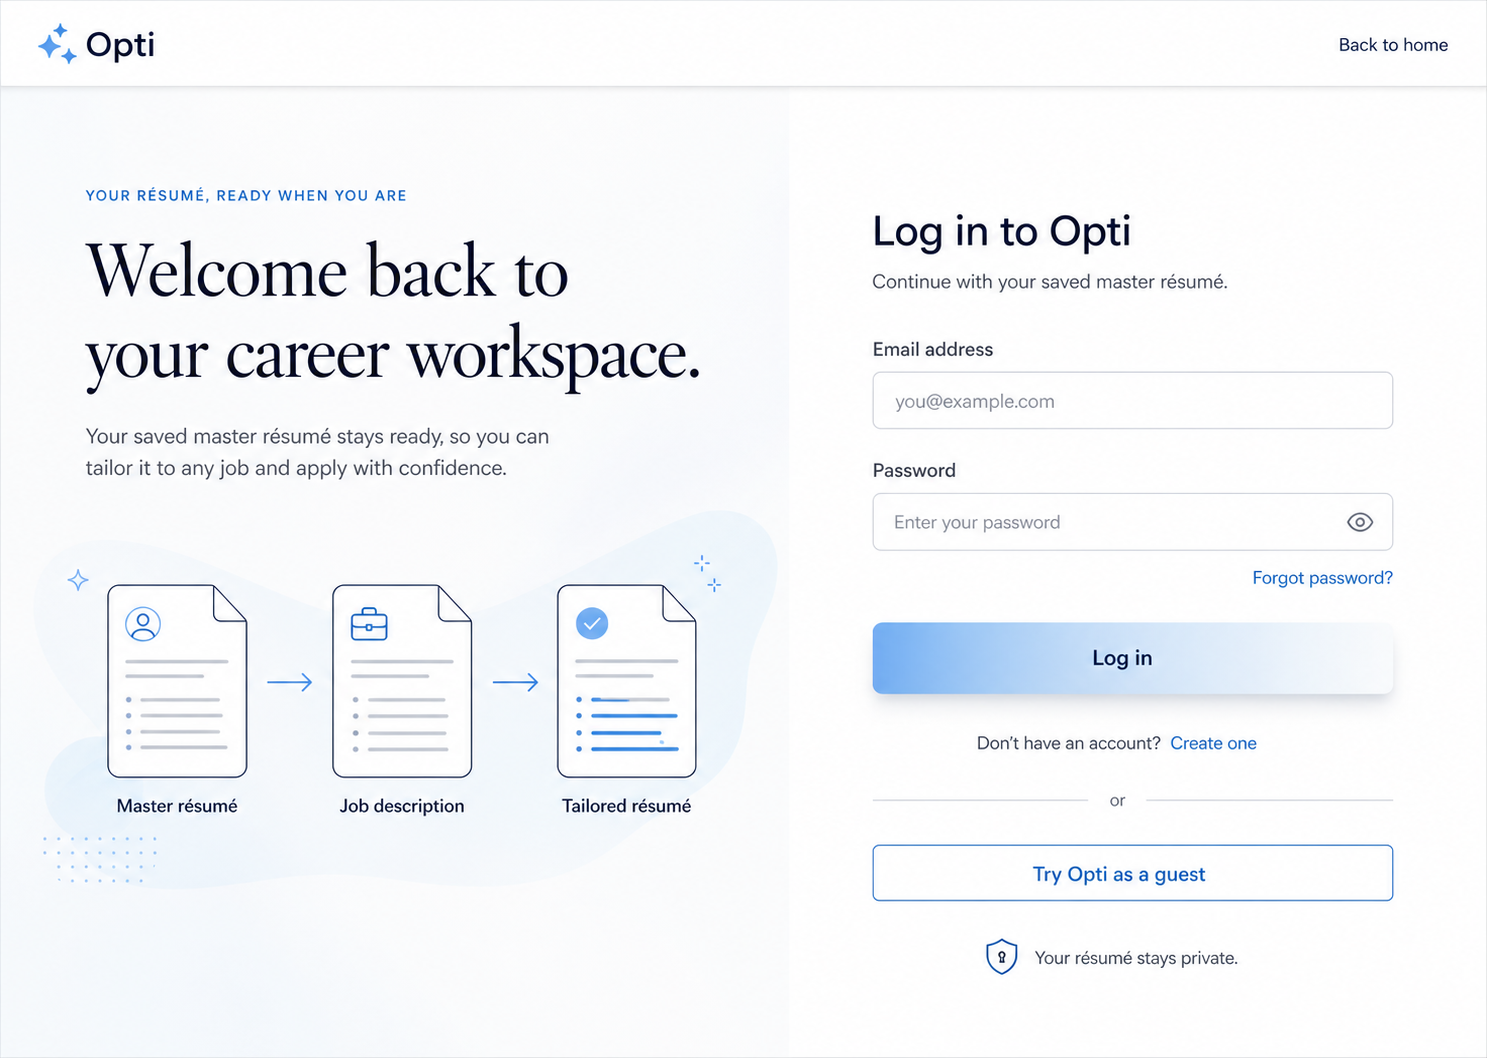 Opti
Back to home
YOUR RÉSUMÉ, READY WHEN YOU ARE
Welcome back to
your career workspace.
Your saved master résumé stays ready, so you can
tailor it to any job and apply with confidence.
Master résumé
Job description
Tailored résumé
Log in to Opti
Continue with your saved master résumé.
Email address
you@example.com
Password
Enter your password
Forgot password?
Log in
Don’t have an account? Create one
or
Try Opti as a guest
Your résumé stays private.